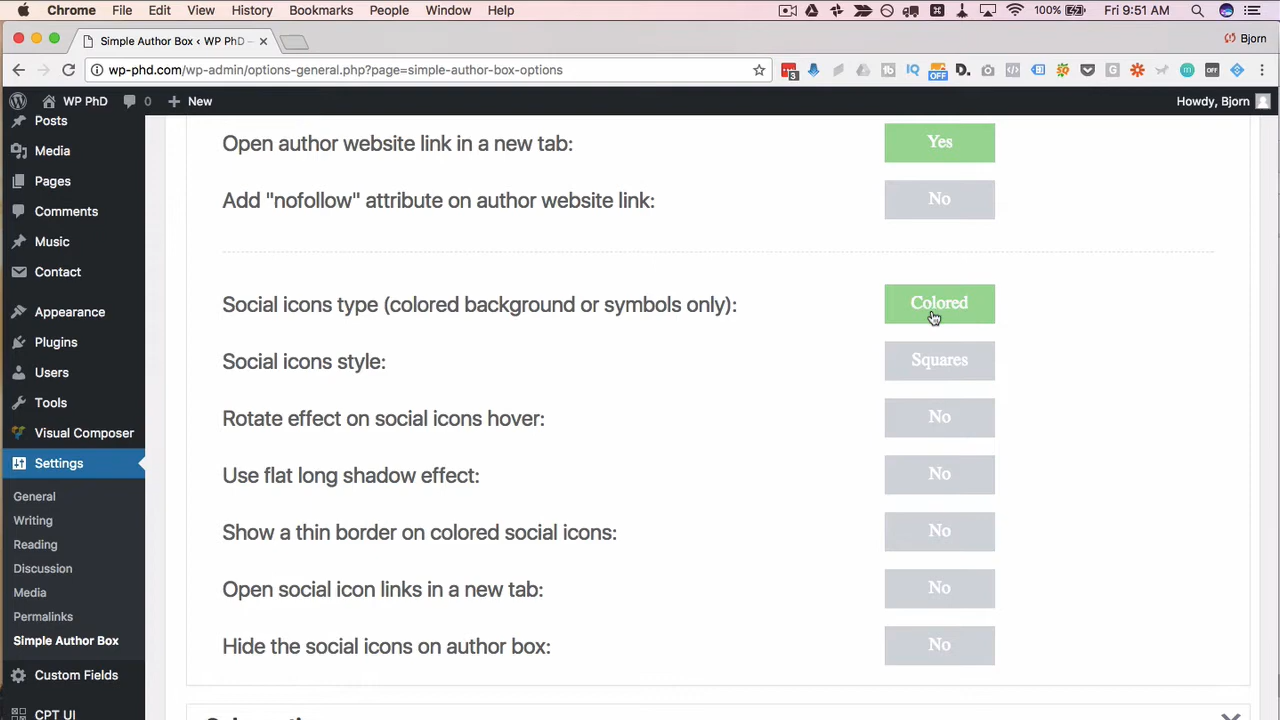 Chrome File Edit View History Bookmarks People Window Help 100% Fri 9:51 AM
Simple Author Box ‹ WP PhD – Bjorn
wp-phd.com/wp-admin/options-general.php?page=simple-author-box-options 3 IQ OFF D. G m OFF
WP PhD 0 New Howdy, Bjorn
Posts
Media
Pages
Comments
Music
Contact
Appearance
Plugins
Users
Tools
Visual Composer
Settings
General
Writing
Reading
Discussion
Media
Permalinks
Simple Author Box
Custom Fields
CPT UI
Open author website link in a new tab: Yes
Add "nofollow" attribute on author website link: No
Social icons type (colored background or symbols only): Colored
Social icons style: Squares
Rotate effect on social icons hover: No
Use flat long shadow effect: No
Show a thin border on colored social icons: No
Open social icon links in a new tab: No
Hide the social icons on author box: No